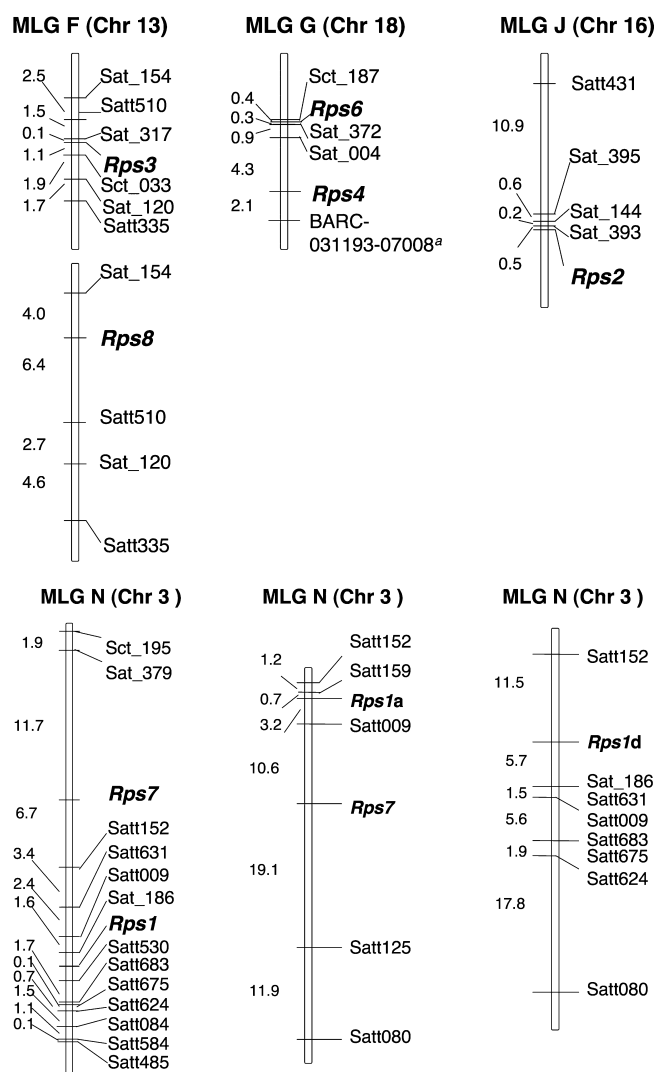 MLG F (Chr 13)
2.5
1.5
0.1
1.1
1.9
1.7
Sat_154
Satt510
Sat_317
Rps3
Sct_033
Sat_120
Satt335
MLG G (Chr 18)
0.4
0.3
0.9
4.3
2.1
Sct_187
Rps6
Sat_372
Sat_004
Rps4
BARC-
031193-07008a
MLG J (Chr 16)
10.9
0.6
0.2
0.5
Satt431
Sat_395
Sat_144
Sat_393
Rps2
4.0
6.4
2.7
4.6
Sat_154
Rps8
Satt510
Sat_120
Satt335
MLG N (Chr 3 )
1.9
11.7
6.7
3.4
2.4
1.6
1.7
0.1
0.7
1.5
1.1
0.1
Sct_195
Sat_379
Rps7
Satt152
Satt631
Satt009
Sat_186
Rps1
Satt530
Satt683
Satt675
Satt624
Satt084
Satt584
Satt485
MLG N (Chr 3 )
1.2
0.7
3.2
10.6
19.1
11.9
Satt152
Satt159
Rps1a
Satt009
Rps7
Satt125
Satt080
MLG N (Chr 3 )
11.5
5.7
1.5
5.6
1.9
17.8
Satt152
Rps1d
Sat_186
Satt631
Satt009
Satt683
Satt675
Satt624
Satt080